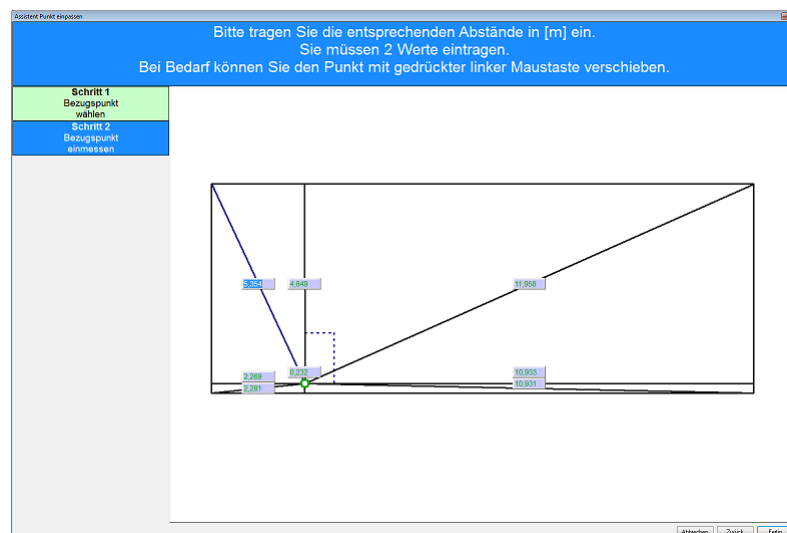 Assistent Punkt einpassen
Bitte tragen Sie die entsprechenden Abstände in [m] ein.
Sie müssen 2 Werte eintragen.
Bei Bedarf können Sie den Punkt mit gedrückter linker Maustaste verschieben.
Schritt 1
Bezugspunkt
wählen
Schritt 2
Bezugspunkt
einmessen
5,354
4,849
11,958
0,232
2,269
10,933
2,281
10,931
Abbrechen
Zurück
Fertig